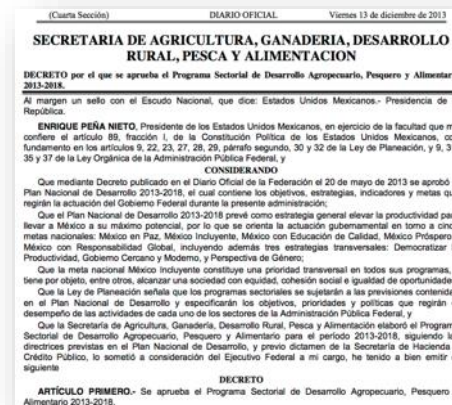 (Cuarta Sección) DIARIO OFICIAL Viernes 13 de diciembre de 2013
SECRETARIA DE AGRICULTURA, GANADERIA, DESARROLLO
RURAL, PESCA Y ALIMENTACION
DECRETO por el que se aprueba el Programa Sectorial de Desarrollo Agropecuario, Pesquero y Alimentar
2013-2018.
Al margen un sello con el Escudo Nacional, que dice: Estados Unidos Mexicanos.- Presidencia de
República.
ENRIQUE PEÑA NIETO, Presidente de los Estados Unidos Mexicanos, en ejercicio de la facultad que m
confiere el artículo 89, fracción I, de la Constitución Política de los Estados Unidos Mexicanos, co
fundamento en los artículos 9, 22, 23, 27, 28, 29, párrafo segundo, 30 y 32 de la Ley de Planeación, y 9, 3
35 y 37 de la Ley Orgánica de la Administración Pública Federal, y
CONSIDERANDO
Que mediante Decreto publicado en el Diario Oficial de la Federación el 20 de mayo de 2013 se aprobó
Plan Nacional de Desarrollo 2013-2018, el cual contiene los objetivos, estrategias, indicadores y metas qu
regirán la actuación del Gobierno Federal durante la presente administración;
Que el Plan Nacional de Desarrollo 2013-2018 prevé como estrategia general elevar la productividad par
llevar a México a su máximo potencial, por lo que se orienta la actuación gubernamental en torno a cinc
metas nacionales: México en Paz, México Incluyente, México con Educación de Calidad, México Próspero
México con Responsabilidad Global, incluyendo además tres estrategias transversales: Democratizar
Productividad, Gobierno Cercano y Moderno, y Perspectiva de Género;
Que la meta nacional México Incluyente constituye una prioridad transversal en todos sus programas,
tiene por objeto, entre otros, alcanzar una sociedad con equidad, cohesión social e igualdad de oportunidade
Que la Ley de Planeación señala que los programas sectoriales se sujetarán a las previsiones contenida
en el Plan Nacional de Desarrollo y especificarán los objetivos, prioridades y políticas que regirán
desempeño de las actividades de cada uno de los sectores de la Administración Pública Federal, y
Que la Secretaría de Agricultura, Ganadería, Desarrollo Rural, Pesca y Alimentación elaboró el Program
Sectorial de Desarrollo Agropecuario, Pesquero y Alimentario para el período 2013-2018, siguiendo la
directrices previstas en el Plan Nacional de Desarrollo, y previo dictamen de la Secretaría de Hacienda
Crédito Público, lo sometió a consideración del Ejecutivo Federal a mi cargo, he tenido a bien emitir
siguiente
DECRETO
ARTÍCULO PRIMERO.- Se aprueba el Programa Sectorial de Desarrollo Agropecuario, Pesquero
Alimentario 2013-2018.